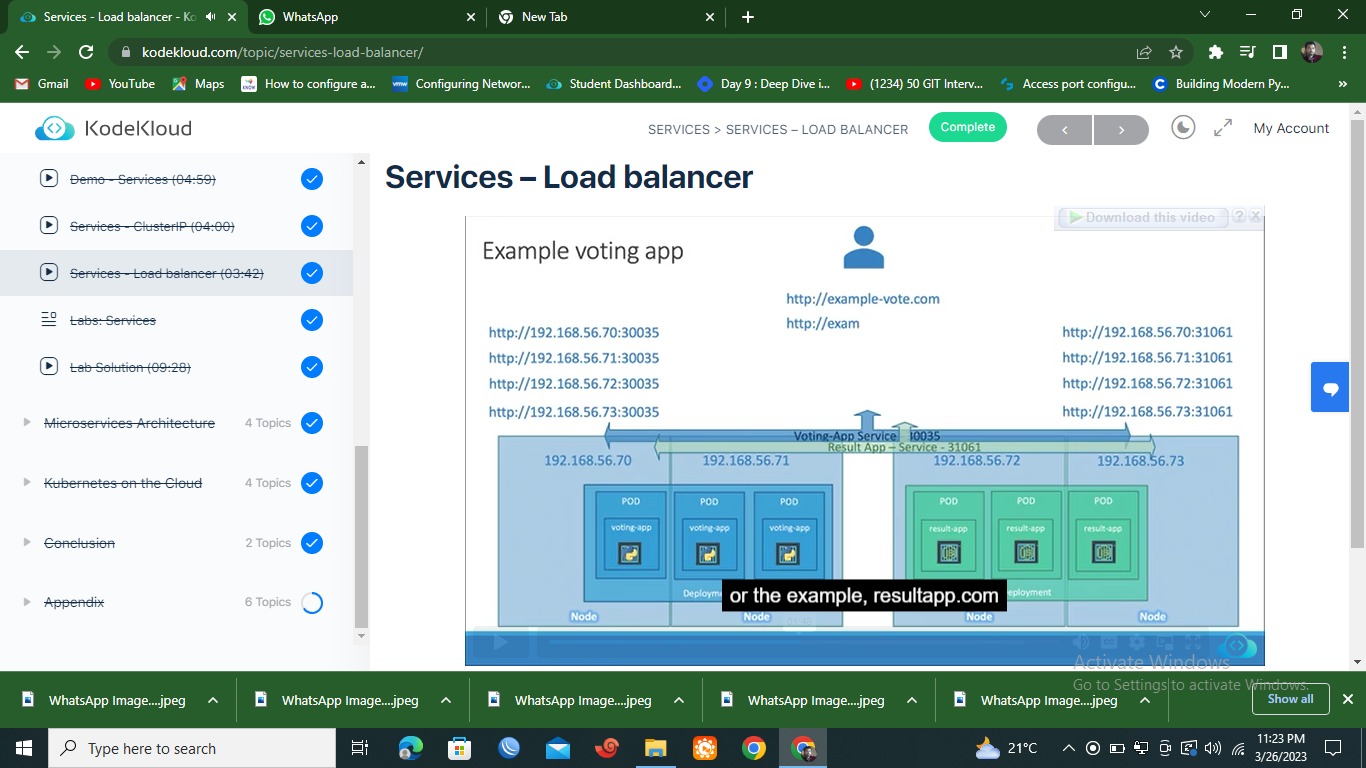 Services - Load balancer - Ko
WhatsApp
New Tab
kodekloud.com/topic/services-load-balancer/
Gmail
YouTube
Maps
How to configure a...
Configuring Networ...
Student Dashboard...
Day 9 : Deep Dive i...
(1234) 50 GIT Interv...
Access port configu...
Building Modern Py...
»
KodeKloud
SERVICES > SERVICES – LOAD BALANCER
Complete
My Account
Demo - Services (04:59)
Services - ClusterIP (04:00)
Services - Load balancer (03:42)
Labs: Services
Lab Solution (09:28)
Microservices Architecture 4 Topics
Kubernetes on the Cloud 4 Topics
Conclusion 2 Topics
Appendix 6 Topics
Services – Load balancer
Download this video ? X
Example voting app
http://example-vote.com
http://exam
http://192.168.56.70:30035
http://192.168.56.71:30035
http://192.168.56.72:30035
http://192.168.56.73:30035
http://192.168.56.70:31061
http://192.168.56.71:31061
http://192.168.56.72:31061
http://192.168.56.73:31061
Voting-App Service 30035
Result App – Service - 31061
192.168.56.70 192.168.56.71 192.168.56.72 192.168.56.73
POD POD POD POD POD POD
voting-app voting-app voting-app result-app result-app result-app
or the example, resultapp.com
Node Node Node Node
Activate Windows
Go to Settings to activate Windows.
WhatsApp Image....jpeg
WhatsApp Image....jpeg
WhatsApp Image....jpeg
WhatsApp Image....jpeg
WhatsApp Image....jpeg
Show all
Type here to search
21°C
11:23 PM
3/26/2023